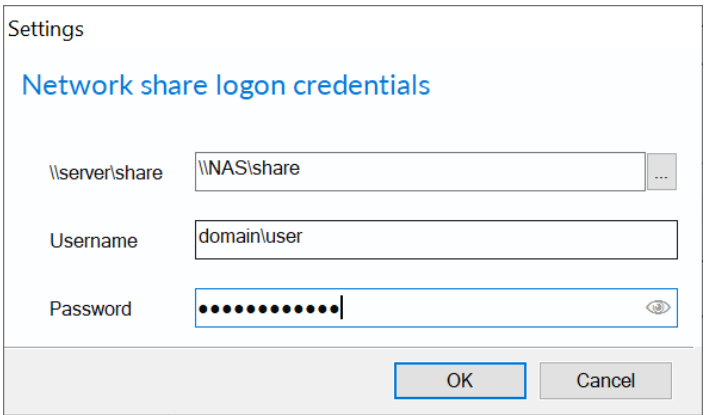 Settings
Network share logon credentials
\\server\share \\NAS\share ...
Username domain\user
Password ●●●●●●●●●●●●
OK Cancel